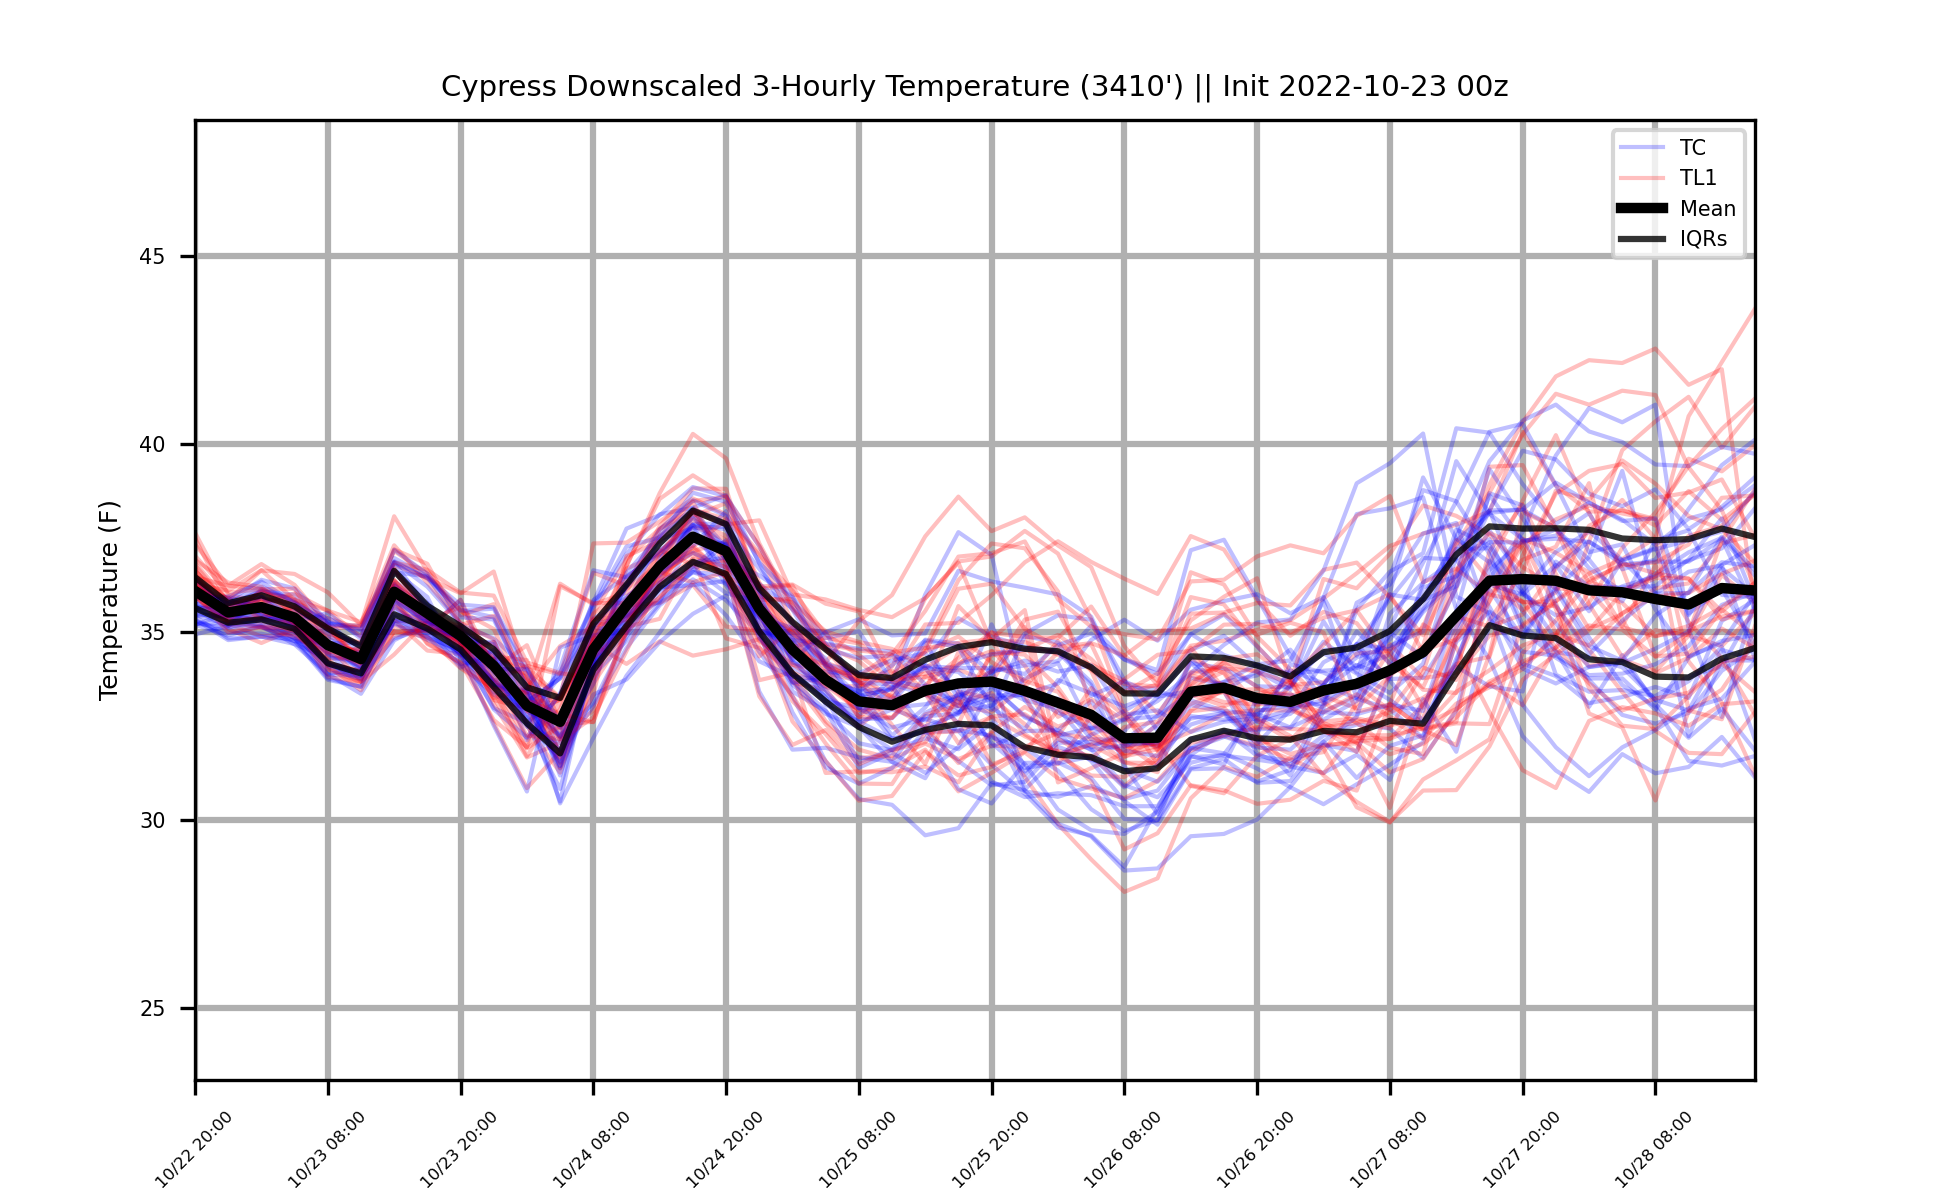 Cypress Downscaled 3-Hourly Temperature (3410') || Init 2022-10-23 00z
TC
TL1
Mean
IQRs
Temperature (F)
45
40
35
30
25
10/22 20:00
10/23 08:00
10/23 20:00
10/24 08:00
10/24 20:00
10/25 08:00
10/25 20:00
10/26 08:00
10/26 20:00
10/27 08:00
10/27 20:00
10/28 08:00